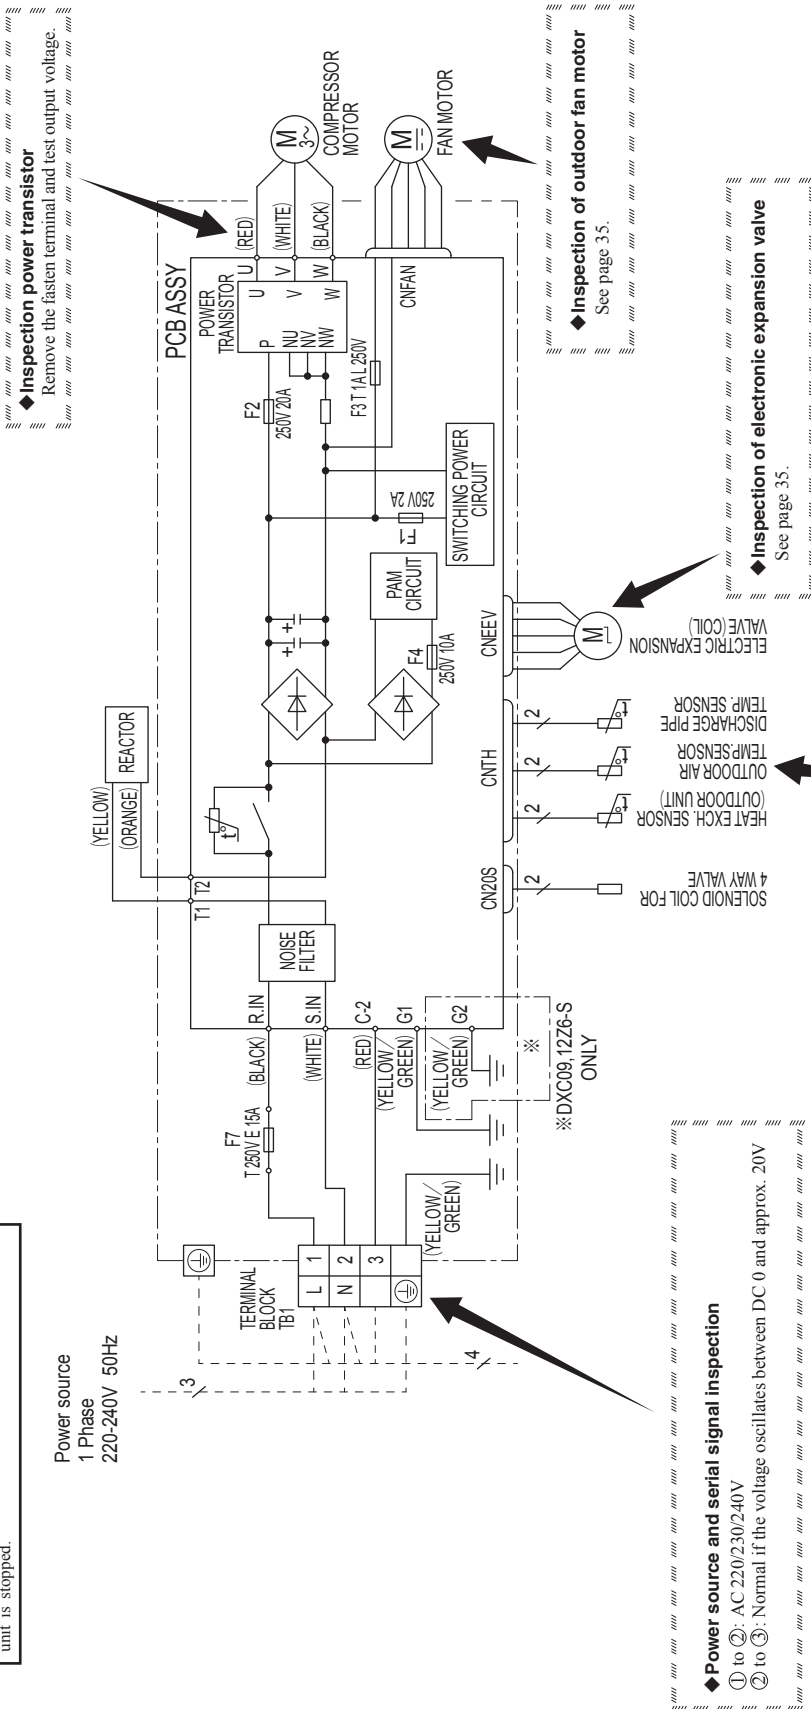 unit is stopped.
◆Inspection power transistor
Remove the fasten terminal and test output voltage.
Power source
1 Phase
220-240V 50Hz
3
4
TERMINAL
BLOCK
TB1
L
N
1
2
3
(YELLOW/
GREEN)
F7
T 250V E 15A
(BLACK)
(WHITE)
(RED)
(YELLOW/
GREEN)
(YELLOW/
GREEN)
R.IN
S.IN
C-2
G1
G2
※
※DXC09,12Z6-S
ONLY
NOISE
FILTER
T1
T2
(YELLOW)
(ORANGE)
REACTOR
t°
+
+
PAM
CIRCUIT
F4
250V 10A
F1
250V 2A
SWITCHING POWER
CIRCUIT
F2
250V 20A
F3 T 1A L 250V
PCB ASSY
POWER
TRANSISTOR
P
NU
NV
NW
U
V
W
U
V
W
(RED)
(WHITE)
(BLACK)
M
3~
COMPRESSOR
MOTOR
CNFAN
M
FAN MOTOR
CN20S
CNTH
CNEEV
2
2
2
2
t°
t°
t°
M
SOLENOID COIL FOR
4 WAY VALVE
HEAT EXCH. SENSOR
(OUTDOOR UNIT)
OUTDOOR AIR
TEMP.SENSOR
DISCHARGE PIPE
TEMP. SENSOR
ELECTRIC EXPANSION
VALVE (COIL)
◆Inspection of outdoor fan motor
See page 35.
◆Inspection of electronic expansion valve
See page 35.
◆Power source and serial signal inspection
① to ②: AC 220/230/240V
② to ③: Normal if the voltage oscillates between DC 0 and approx. 20V